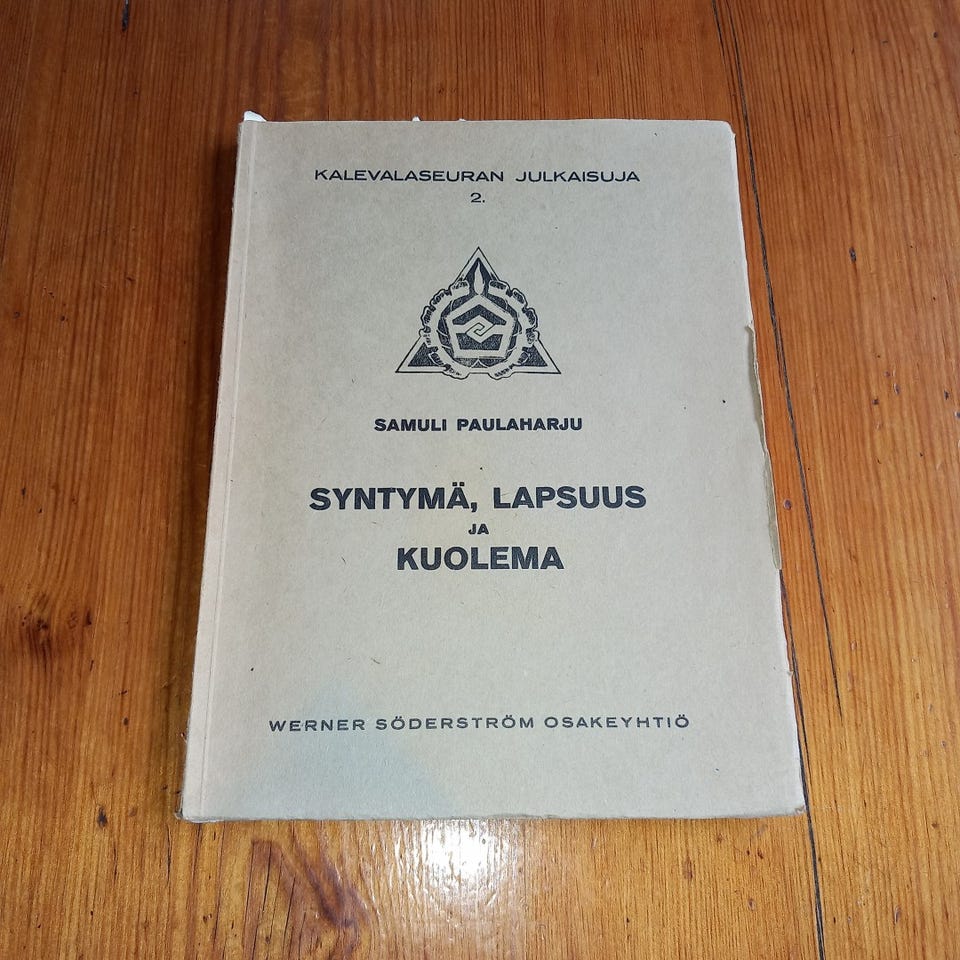 KALEVALASEURAN JULKAISUJA
2.
SAMULI PAULAHARJU
SYNTYMÄ, LAPSUUS
JA
KUOLEMA
WERNER SÖDERSTRÖM OSAKEYHTIÖ